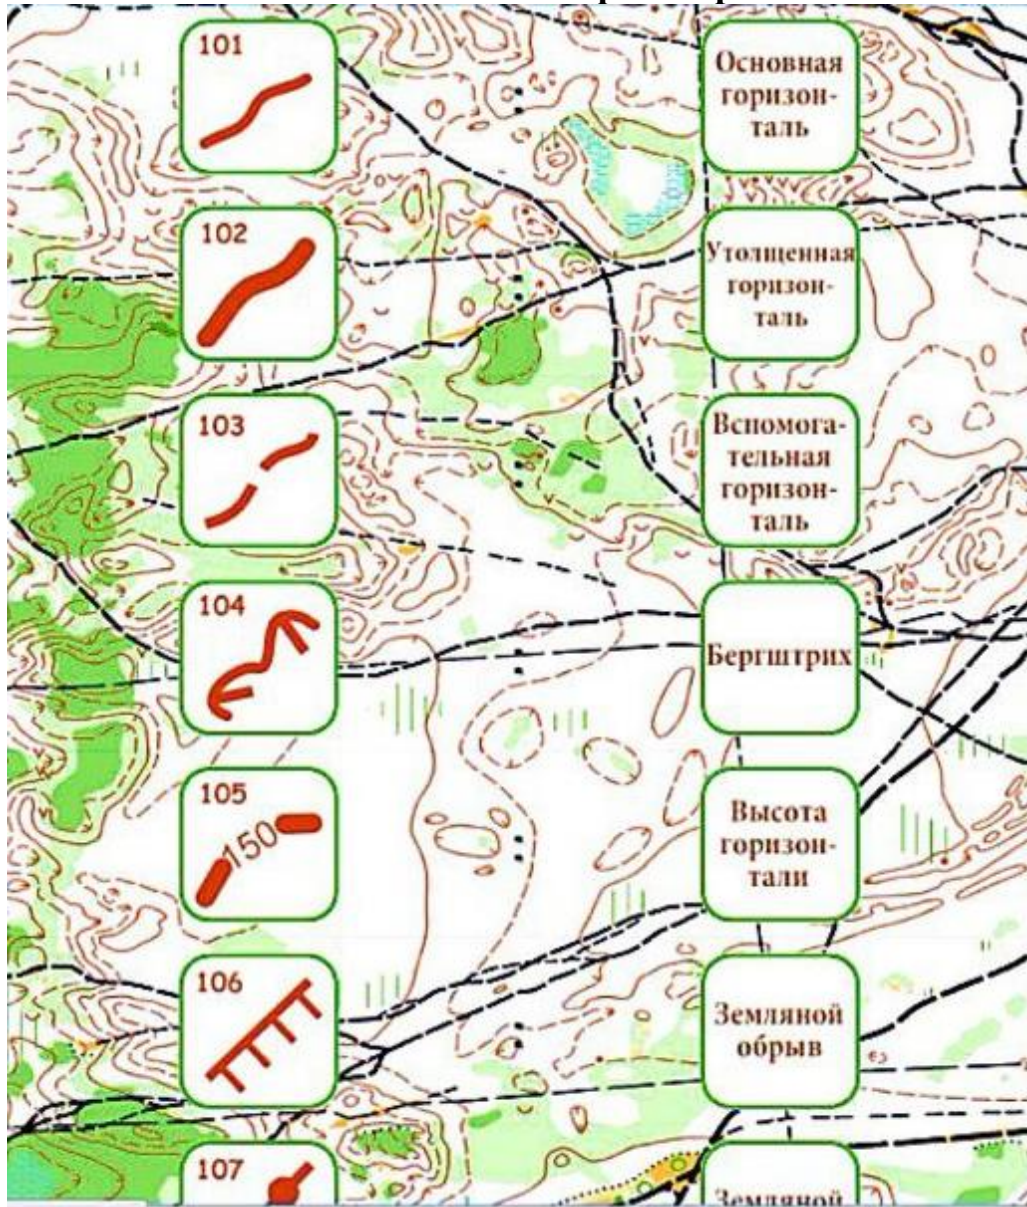 101
Основная
горизон-
таль
102
Утолщенная
горизон-
таль
103
Вспомога-
тельная
горизон-
таль
104
Бергштрих
105
150
Высота
горизон-
тали
106
Земляной
обрыв
107
Земляной